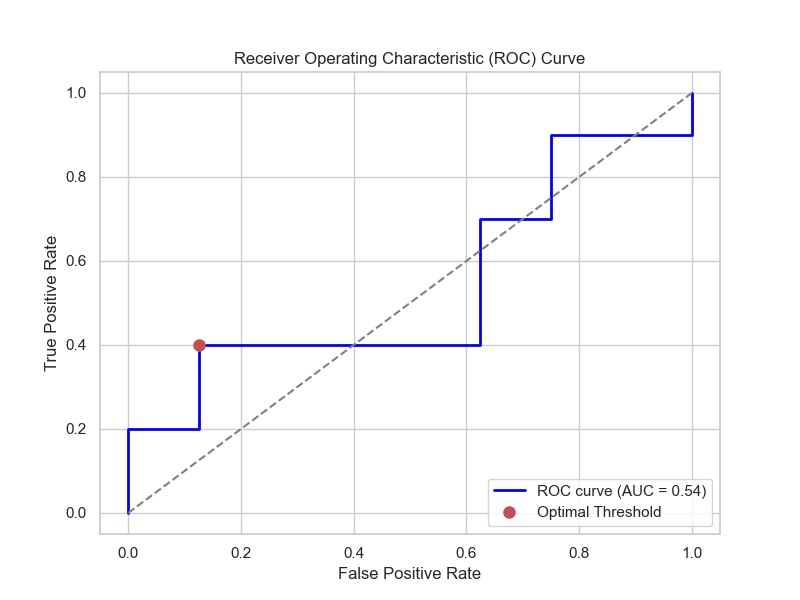 Receiver Operating Characteristic (ROC) Curve
True Positive Rate
1.0
0.8
0.6
0.4
0.2
0.0
ROC curve (AUC = 0.54)
Optimal Threshold
0.0 0.2 0.4 0.6 0.8 1.0
False Positive Rate